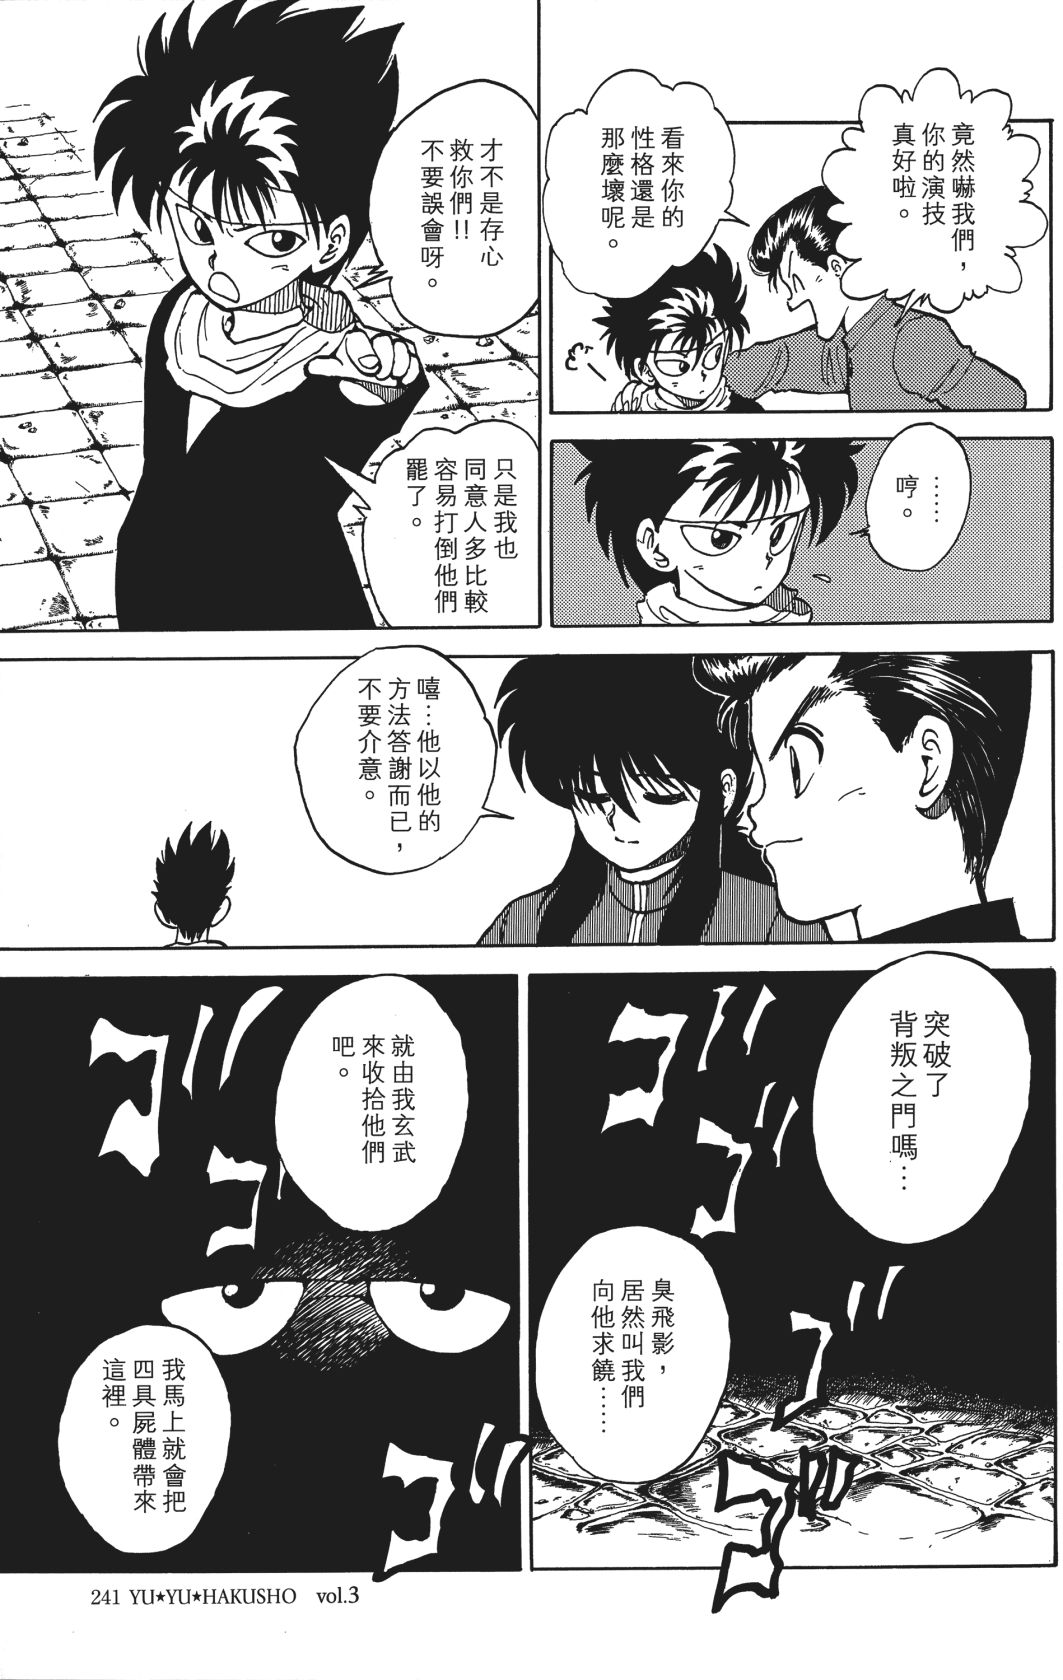 竟然嚇我們，
你的演技
真好啦。
看來你的
性格還是
那麼壞呢。
……
哼。
才不是存心
救你們!!
不要誤會呀。
只是我也
同意人多比較
容易打倒他們
罷了。
嘻…他以他的
方法答謝而已，
不要介意。
突破了
背叛之門嗎…
臭飛影，
居然叫我們
向他求饒……
ゴゴゴゴ
就由我玄武
來收拾他們
吧。
ゴゴゴ
我馬上就會把
四具屍體帶來
這裡。
241 YU★YU★HAKUSHO vol.3